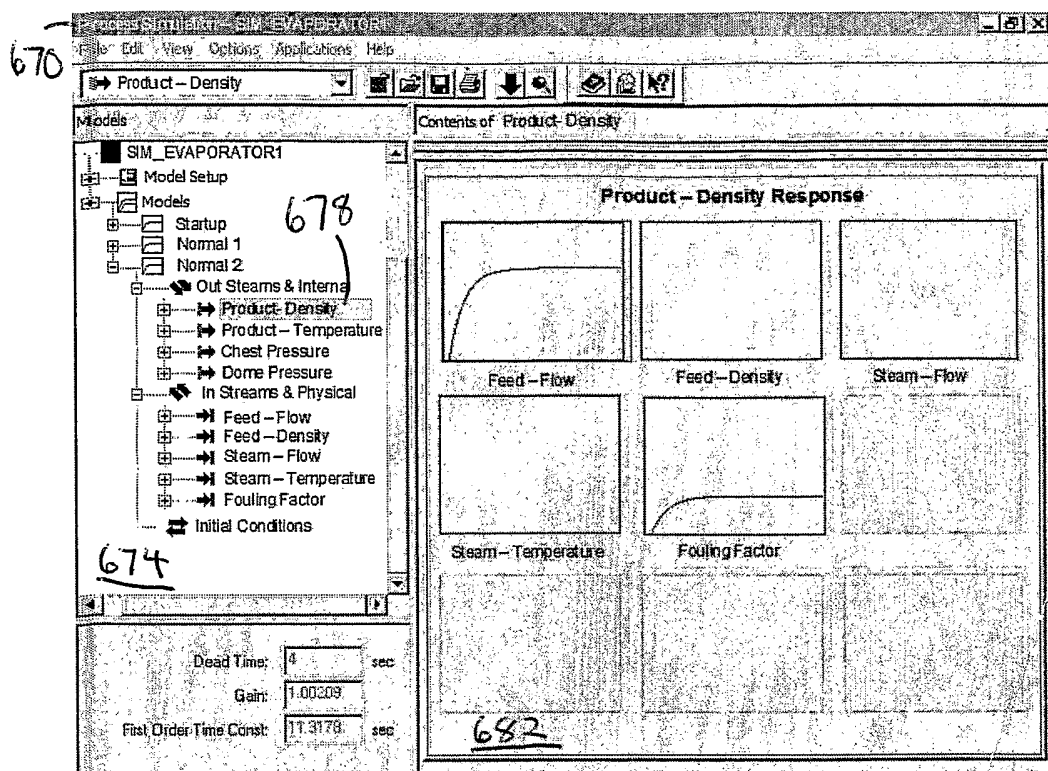 Process Simulation – SIM_EVAPORATOR1
670
File Edit View Options Applications Help
Product – Density
Models
Contents of Product-Density
SIM_EVAPORATOR1
Model Setup
Models
678
Startup
Normal 1
Normal 2
Out Stearns & Interna
Product-Density
Product – Temperature
Chest Pressure
Dome Pressure
In Streams & Physical
Feed – Flow
Feed – Density
Steam – Flow
Steam – Temperature
Fouling Factor
Initial Conditions
674
Dead Time: 4 sec
Gain: 1.00209
First Order Time Const: 11.3178 sec
Product – Density Response
Feed – Flow
Feed – Density
Steam – Flow
Steam – Temperature
Fouling Factor
682